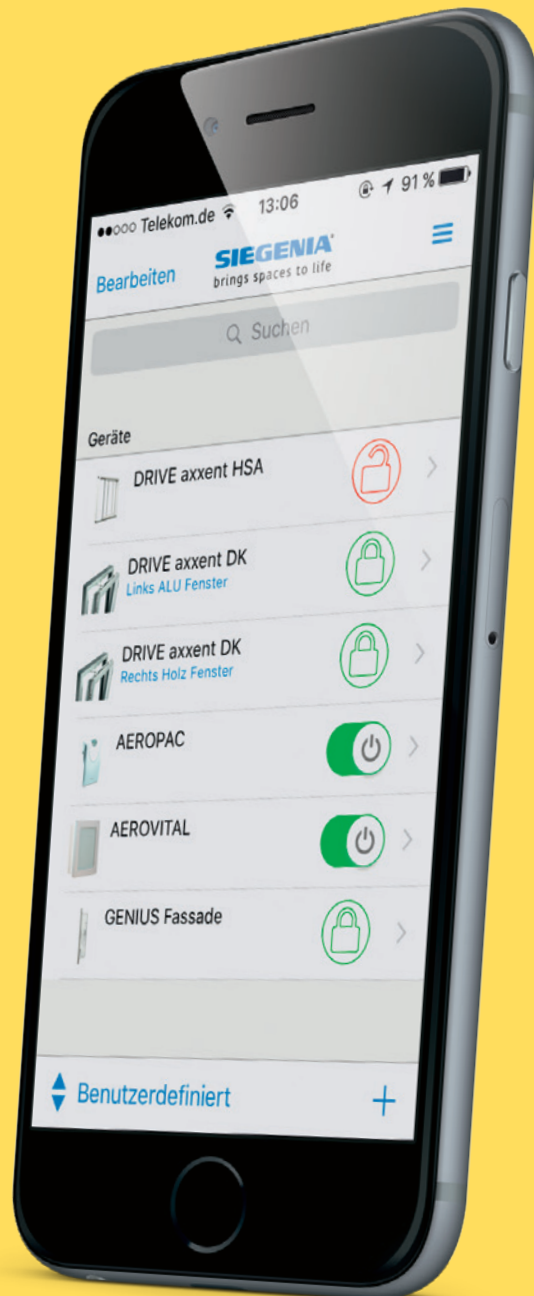 Telekom.de 13:06 91 %
Bearbeiten SIEGENIA®
brings spaces to life
Suchen
Geräte
DRIVE axxent HSA
DRIVE axxent DK
Links ALU Fenster
DRIVE axxent DK
Rechts Holz Fenster
AEROPAC
AEROVITAL
GENIUS Fassade
Benutzerdefiniert +